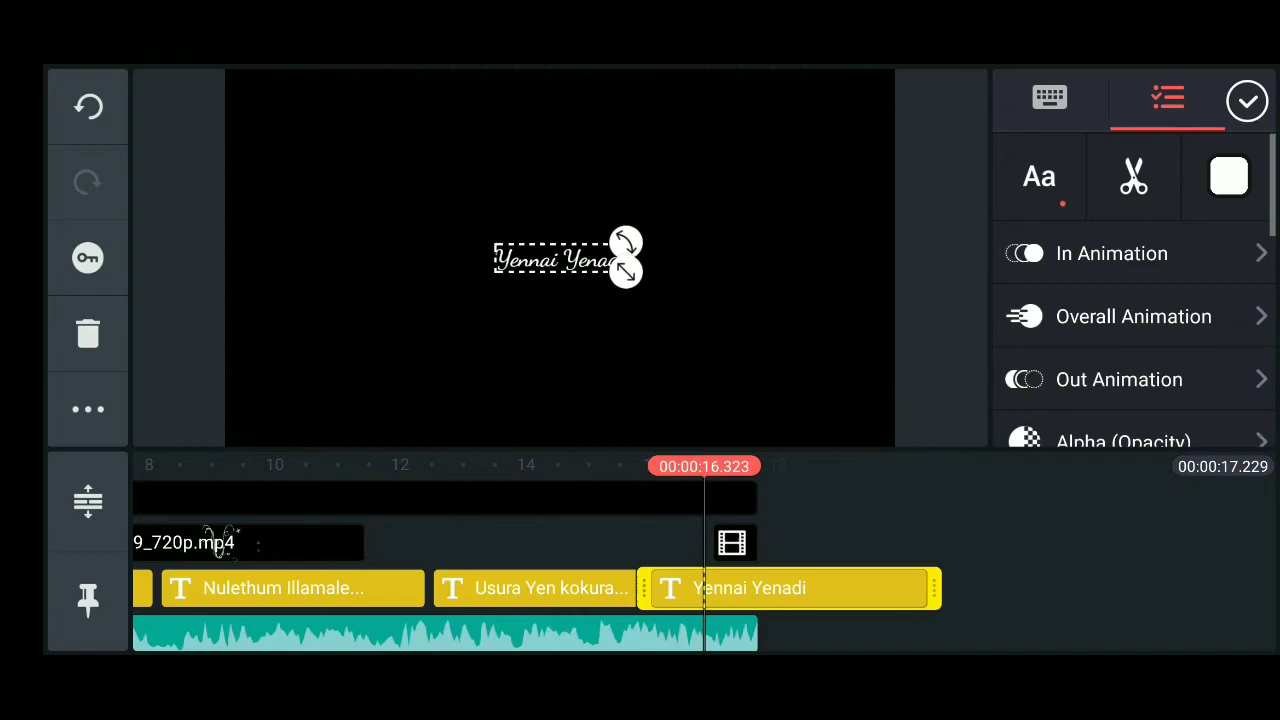 Aa
Yennai Yenad
In Animation
Overall Animation
Out Animation
Alpha (Opacity)
8 10 12 14
00:00:16.323
00:00:17.229
9_720p.mp4
Nulethum Illamale...
Usura Yen kokura...
Yennai Yenadi